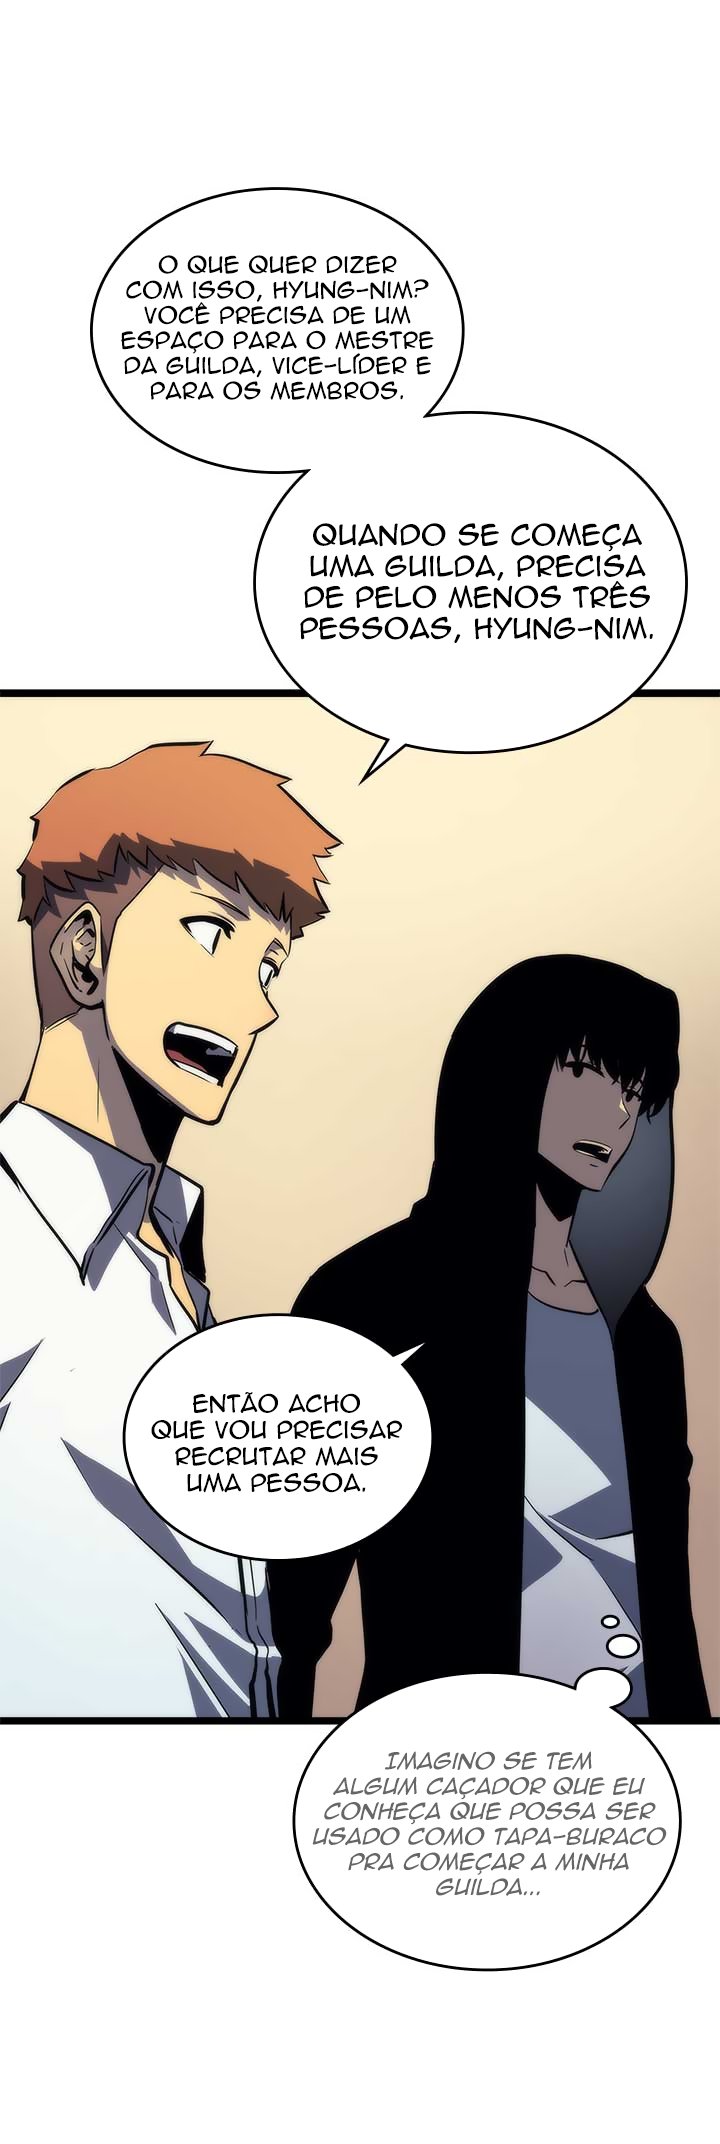 O QUE QUER DIZER
COM ISSO, HYUNG-NIM?
VOCÊ PRECISA DE UM
ESPAÇO PARA O MESTRE
DA GUILDA, VICE-LÍDER E
PARA OS MEMBROS.
QUANDO SE COMEÇA
UMA GUILDA, PRECISA
DE PELO MENOS TRÊS
PESSOAS, HYUNG-NIM.
ENTÃO ACHO
QUE VOU PRECISAR
RECRUTAR MAIS
UMA PESSOA.
IMAGINO SE TEM
ALGUM CAÇADOR QUE EU
CONHEÇA QUE POSSA SER
USADO COMO TAPA-BURACO
PRA COMEÇAR A MINHA
GUILDA...